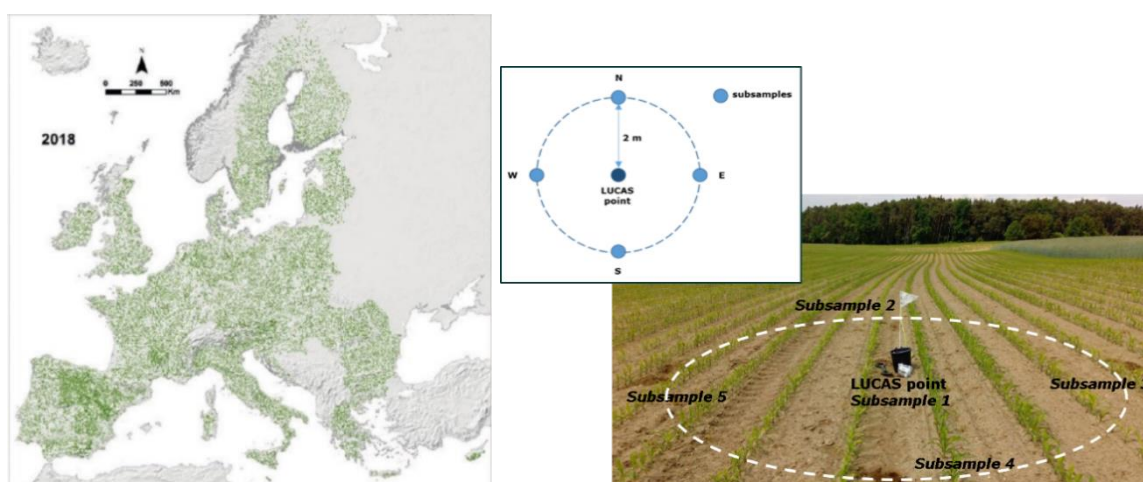 N
0 250 500
Km
2018
N
subsamples
2 m
W
E
LUCAS
point
S
Subsample 2
LUCAS point
Subsample
Subsample 5
Subsample 1
Subsample 4